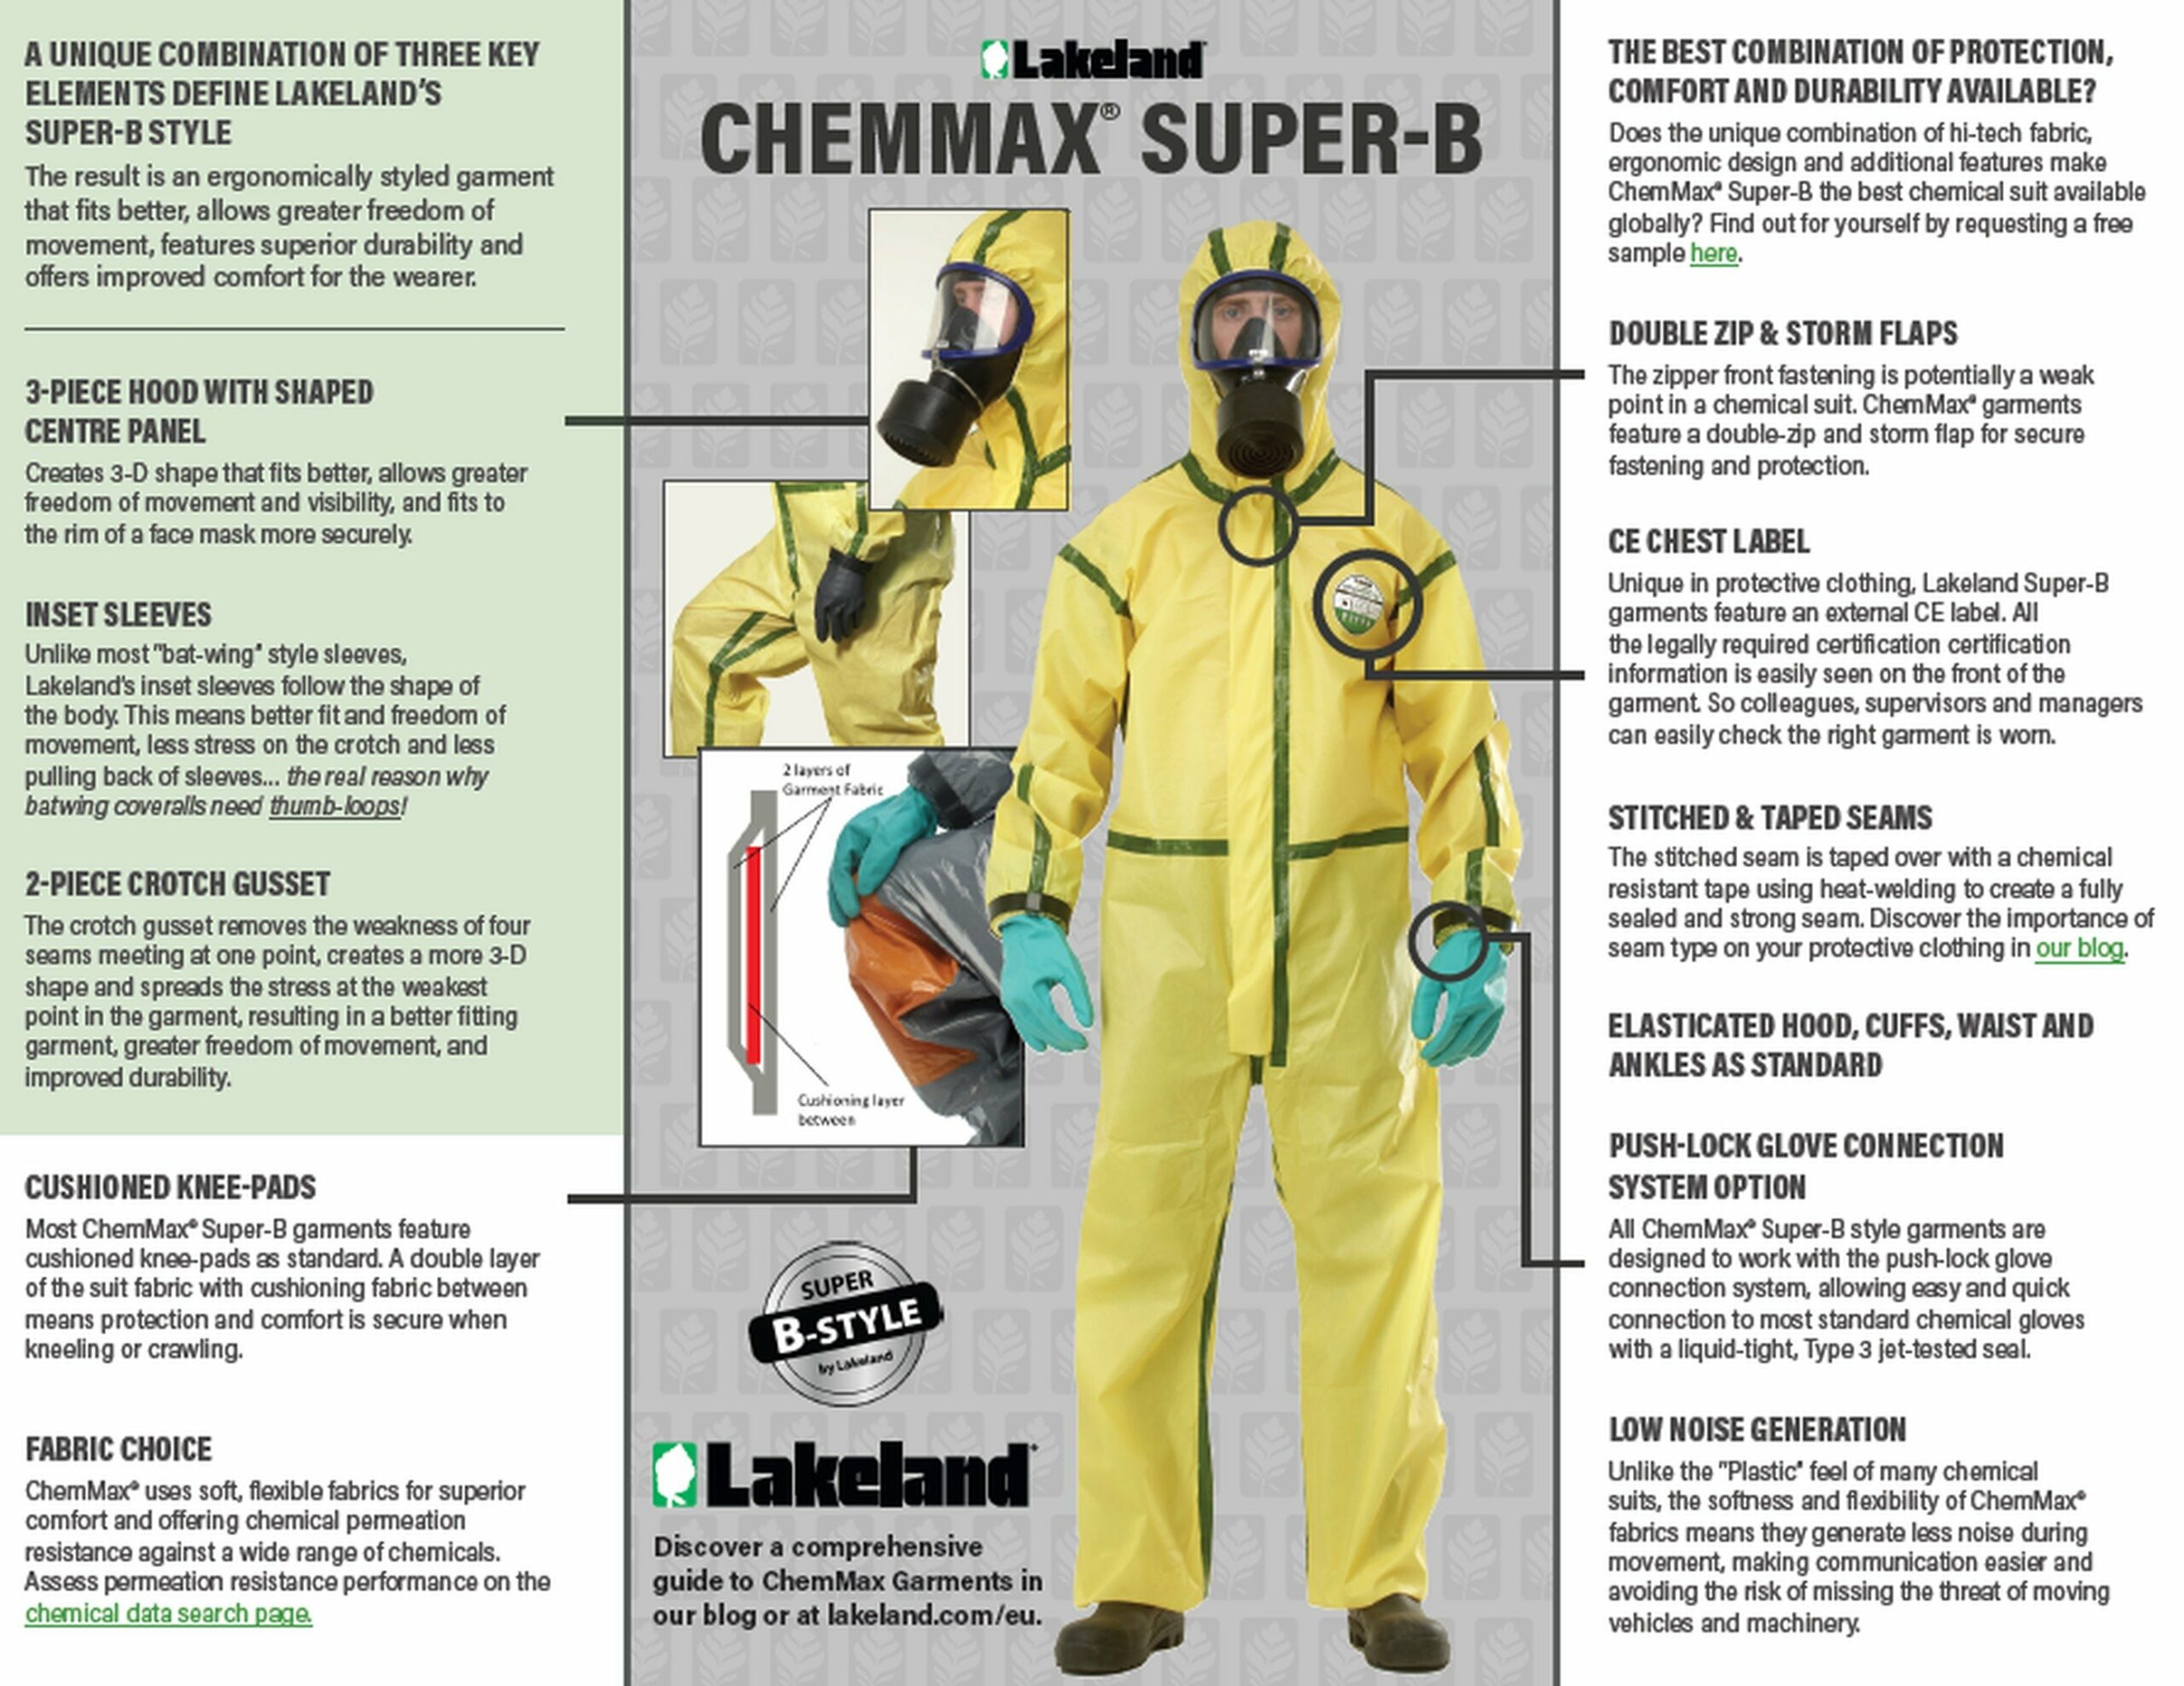 A UNIQUE COMBINATION OF THREE KEY
ELEMENTS DEFINE LAKELAND'S
SUPER-B STYLE
The result is an ergonomically styled garment
that fits better, allows greater freedom of
movement, features superior durability and
offers improved comfort for the wearer.
3-PIECE HOOD WITH SHAPED
CENTRE PANEL
Creates 3-D shape that fits better, allows greater
freedom of movement and visibility, and fits to
the rim of a face mask more securely.
INSET SLEEVES
Unlike most "bat-wing" style sleeves,
Lakeland's inset sleeves follow the shape of
the body. This means better fit and freedom of
movement, less stress on the crotch and less
pulling back of sleeves... the real reason why
batwing coveralls need thumb-loops!
2-PIECE CROTCH GUSSET
The crotch gusset removes the weakness of four
seams meeting at one point, creates a more 3-D
shape and spreads the stress at the weakest
point in the garment, resulting in a better fitting
garment, greater freedom of movement, and
improved durability.
CUSHIONED KNEE-PADS
Most ChemMax® Super-B garments feature
cushioned knee-pads as standard. A double layer
of the suit fabric with cushioning fabric between
means protection and comfort is secure when
kneeling or crawling.
FABRIC CHOICE
ChemMax® uses soft, flexible fabrics for superior
comfort and offering chemical permeation
resistance against a wide range of chemicals.
Assess permeation resistance performance on the
chemical data search page.
Lakeland
CHEMMAX® SUPER-B
2 layers of
Garment Fabric
Cushioning layer
between
SUPER
B-STYLE
by Lakeland
Lakeland
Discover a comprehensive
guide to ChemMax Garments in
our blog or at lakeland.com/eu.
THE BEST COMBINATION OF PROTECTION,
COMFORT AND DURABILITY AVAILABLE?
Does the unique combination of hi-tech fabric,
ergonomic design and additional features make
ChemMax® Super-B the best chemical suit available
globally? Find out for yourself by requesting a free
sample here.
DOUBLE ZIP & STORM FLAPS
The zipper front fastening is potentially a weak
point in a chemical suit. ChemMax® garments
feature a double-zip and storm flap for secure
fastening and protection.
CE CHEST LABEL
Unique in protective clothing, Lakeland Super-B
garments feature an external CE label. All
the legally required certification certification
information is easily seen on the front of the
garment. So colleagues, supervisors and managers
can easily check the right garment is worn.
STITCHED & TAPED SEAMS
The stitched seam is taped over with a chemical
resistant tape using heat-welding to create a fully
sealed and strong seam. Discover the importance of
seam type on your protective clothing in our blog.
ELASTICATED HOOD, CUFFS, WAIST AND
ANKLES AS STANDARD
PUSH-LOCK GLOVE CONNECTION
SYSTEM OPTION
All ChemMax® Super-B style garments are
designed to work with the push-lock glove
connection system, allowing easy and quick
connection to most standard chemical gloves
with a liquid-tight, Type 3 jet-tested seal.
LOW NOISE GENERATION
Unlike the "Plastic" feel of many chemical
suits, the softness and flexibility of ChemMax®
fabrics means they generate less noise during
movement, making communication easier and
avoiding the risk of missing the threat of moving
vehicles and machinery.